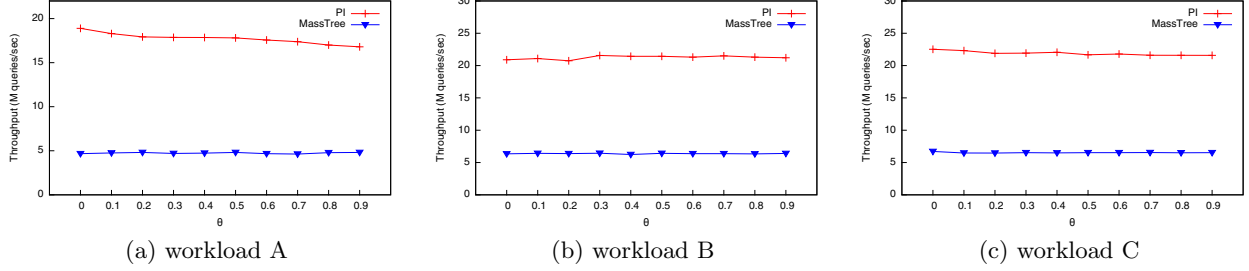 PI
MassTree
Throughput (M queries/sec)
20
15
10
5
0
0 0.1 0.2 0.3 0.4 0.5 0.6 0.7 0.8 0.9
θ
(a) workload A
PI
MassTree
Throughput (M queries/sec)
30
25
20
15
10
5
0
0 0.1 0.2 0.3 0.4 0.5 0.6 0.7 0.8 0.9
θ
(b) workload B
PI
MassTree
Throughput (M queries/sec)
30
25
20
15
10
5
0
0 0.1 0.2 0.3 0.4 0.5 0.6 0.7 0.8 0.9
θ
(c) workload C